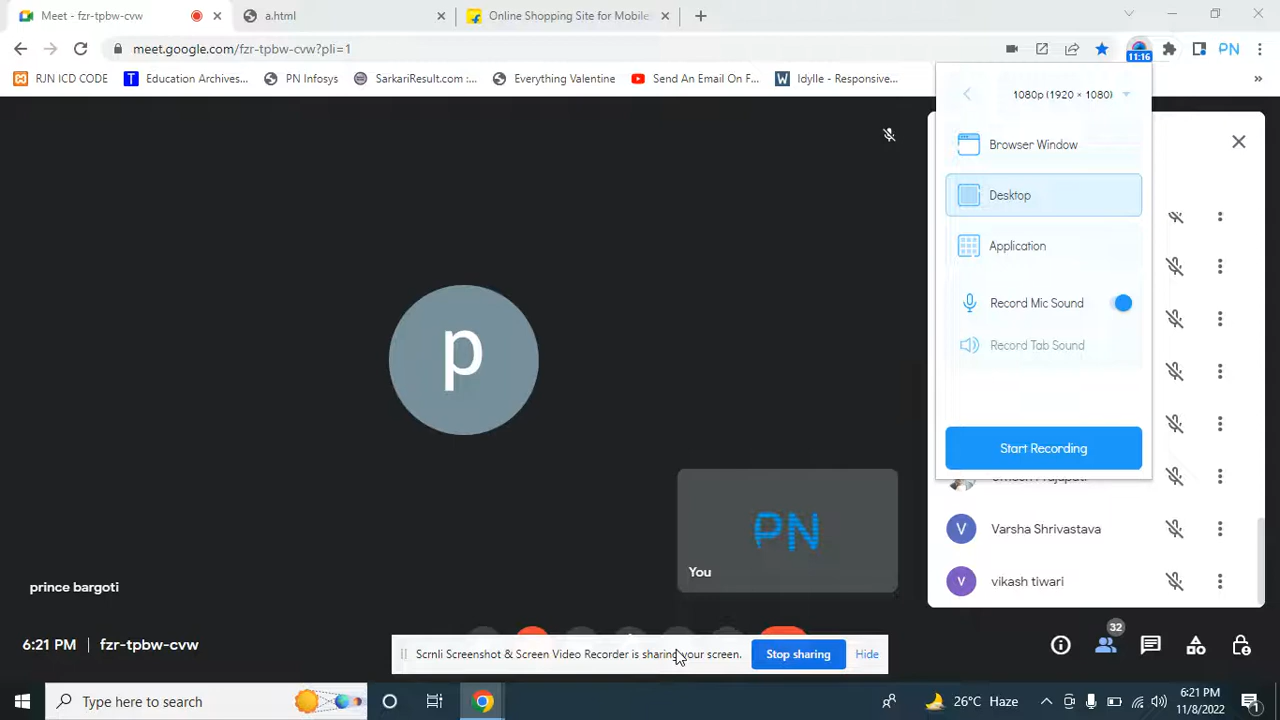 Meet - fzr-tpbw-cvw
a.html
Online Shopping Site for Mobile
meet.google.com/fzr-tpbw-cvw?pli=1
11:16
PN
RJN ICD CODE
Education Archives...
PN Infosys
SarkariResult.com :...
Everything Valentine
Send An Email On F...
Idylle - Responsive...
1080p (1920 × 1080)
Browser Window
Desktop
Application
Record Mic Sound
Record Tab Sound
Start Recording
p
PN
You
prince bargoti
V Varsha Shrivastava
v vikash tiwari
6:21 PM | fzr-tpbw-cvw
32
Scrnli Screenshot & Screen Video Recorder is sharing your screen.
Stop sharing
Hide
Type here to search
26°C Haze
6:21 PM
11/8/2022
1